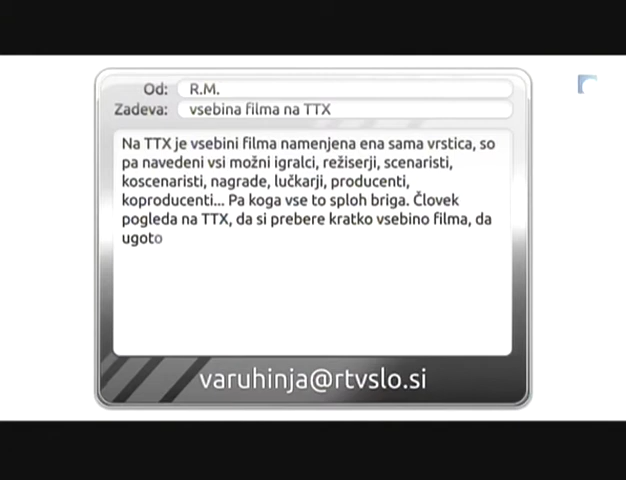 Od: R.M.
Zadeva: vsebina filma na TTX
Na TTX je vsebini filma namenjena ena sama vrstica, so
pa navedeni vsi možni igralci, režiserji, scenaristi,
koscenaristi, nagrade, lučkarji, producenti,
koproducenti... Pa koga vse to sploh briga. Človek
pogleda na TTX, da si prebere kratko vsebino filma, da
ugoto
varuhinja@rtvslo.si